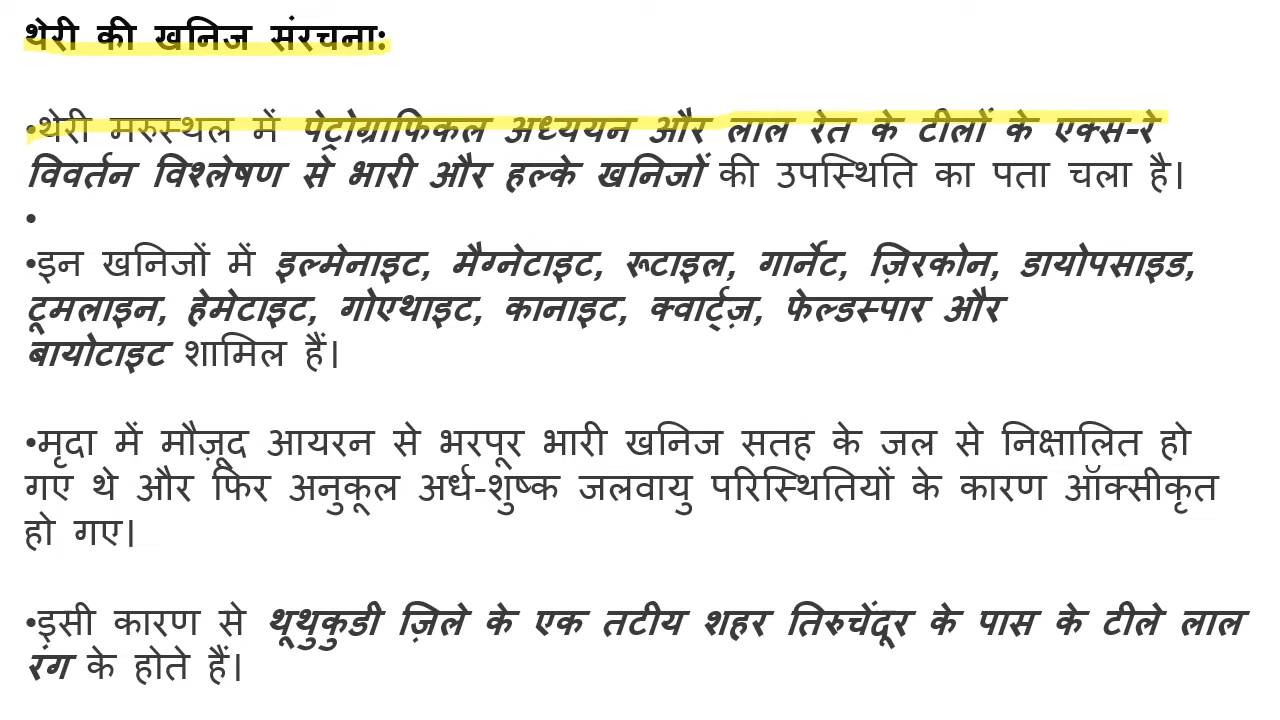 थेरी की खनिज संरचना:
•थेरी मरुस्थल में पेट्रोग्राफिकल अध्ययन और लाल रेत के टीलों के एक्स-रे
विवर्तन विश्लेषण से भारी और हल्के खनिजों की उपस्थिति का पता चला है।
•
•इन खनिजों में इल्मेनाइट, मैग्नेटाइट, रूटाइल, गार्नेट, ज़िरकोन, डायोपसाइड,
टूमलाइन, हेमेटाइट, गोएथाइट, कानाइट, क्वार्ट्ज़, फेल्डस्पार और
बायोटाइट शामिल हैं।
•मृदा में मौज़ूद आयरन से भरपूर भारी खनिज सतह के जल से निक्षालित हो
गए थे और फिर अनुकूल अर्ध-शुष्क जलवायु परिस्थितियों के कारण ऑक्सीकृत
हो गए।
•इसी कारण से थूथुकुडी ज़िले के एक तटीय शहर तिरुचेंदूर के पास के टीले लाल
रंग के होते हैं।